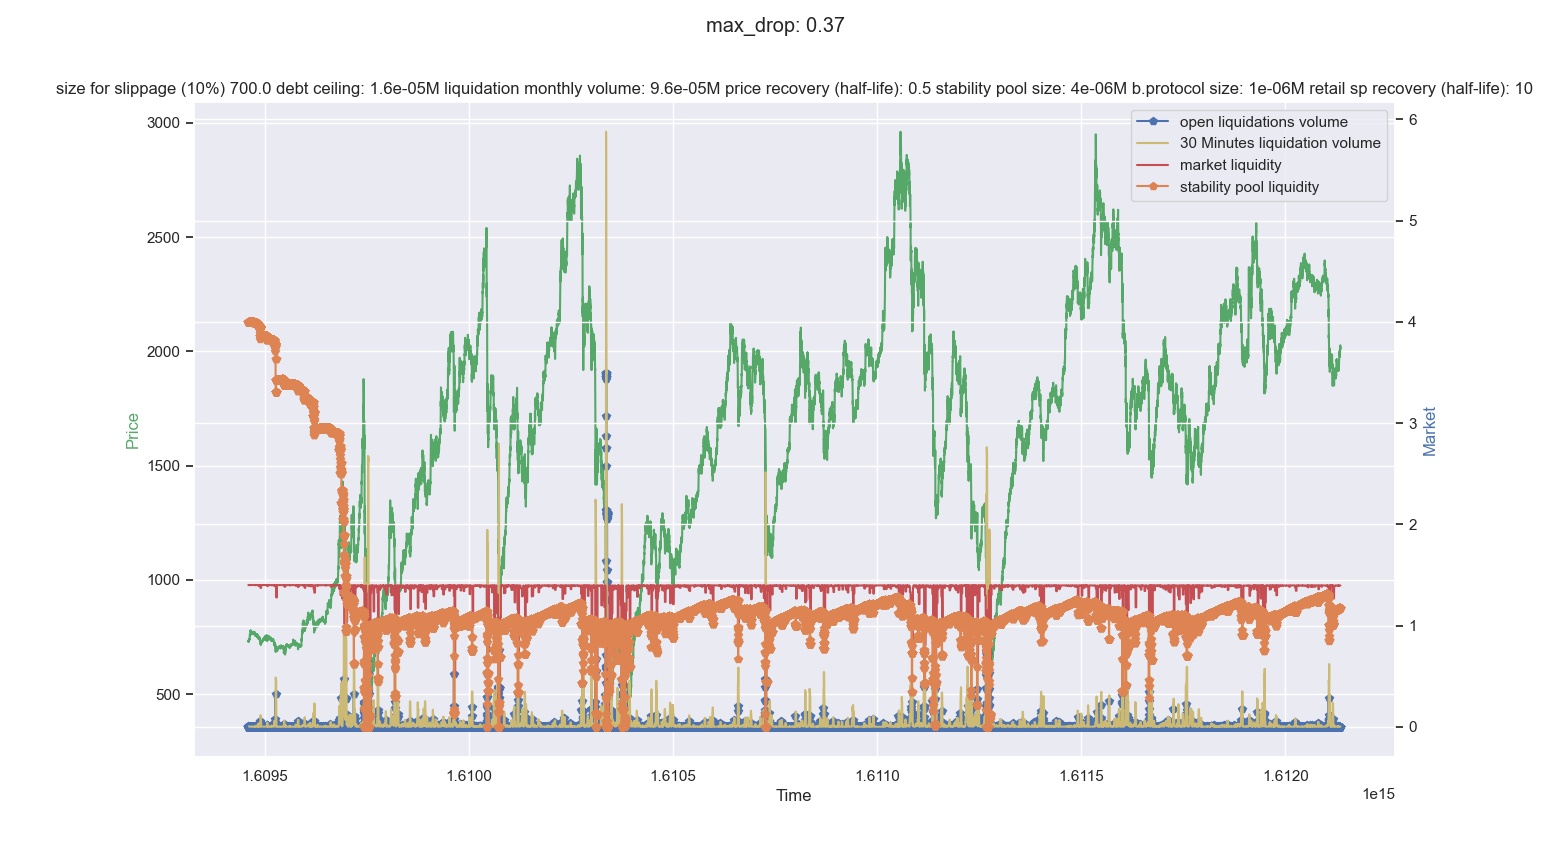 max_drop: 0.37
size for slippage (10%) 700.0 debt ceiling: 1.6e-05M liquidation monthly volume: 9.6e-05M price recovery (half-life): 0.5 stability pool size: 4e-06M b.protocol size: 1e-06M retail sp recovery (half-life): 10
open liquidations volume
30 Minutes liquidation volume
market liquidity
stability pool liquidity
3000
2500
2000
1500
1000
500
Price
6
5
4
3
2
1
0
Market
1.6095
1.6100
1.6105
1.6110
1.6115
1.6120
1e15
Time